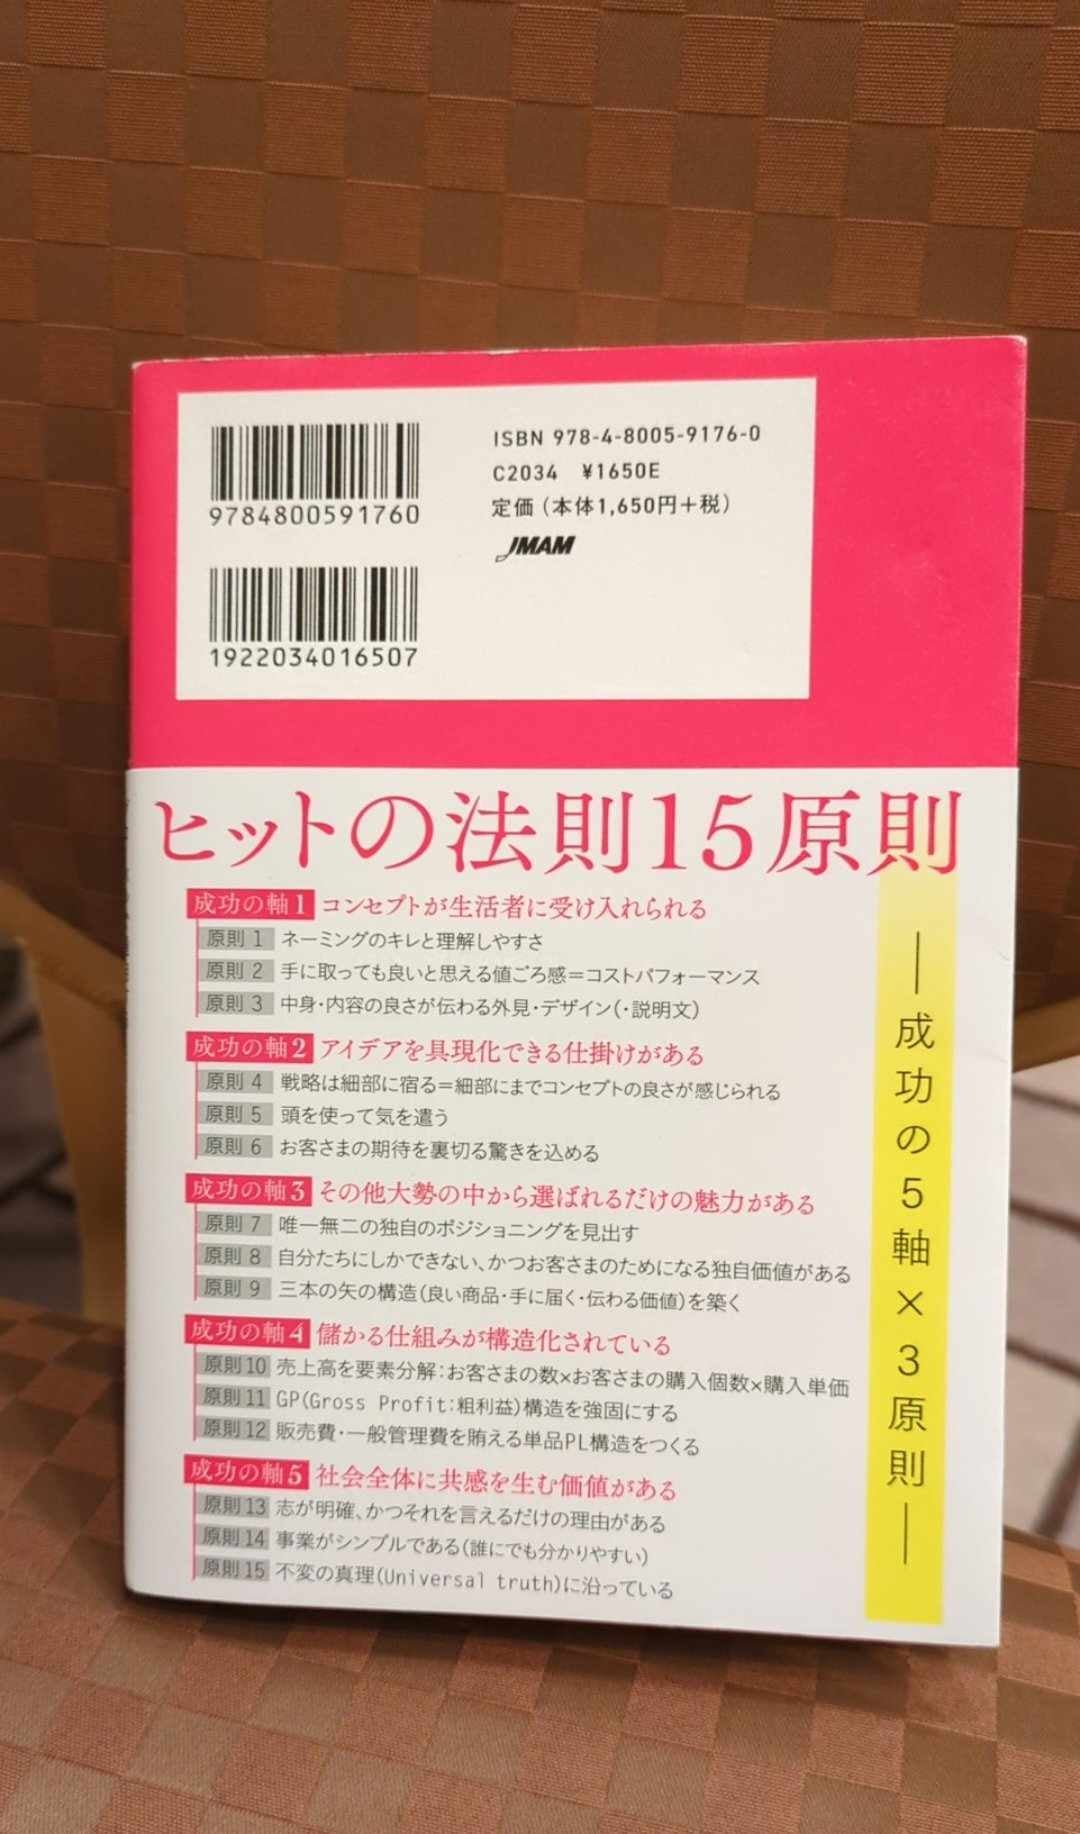 ISBN 978-4-8005-9176-0
C2034 ¥1650E
定価（本体1,650円＋税）
JMAM
9784800591760
1922034016507
ヒットの法則15原則
成功の軸1 コンセプトが生活者に受け入れられる
原則 1 ネーミングのキレと理解しやすさ
原則 2 手に取っても良いと思える値ごろ感＝コストパフォーマンス
原則 3 中身・内容の良さが伝わる外見・デザイン（・説明文）
成功の軸2 アイデアを具現化できる仕掛けがある
原則 4 戦略は細部に宿る＝細部にまでコンセプトの良さが感じられる
原則 5 頭を使って気を遣う
原則 6 お客さまの期待を裏切る驚きを込める
成功の軸3 その他大勢の中から選ばれるだけの魅力がある
原則 7 唯一無二の独自のポジショニングを見出す
原則 8 自分たちにしかできない、かつお客さまのためになる独自価値がある
原則 9 三本の矢の構造（良い商品・手に届く・伝わる価値）を築く
成功の軸4 儲かる仕組みが構造化されている
原則10 売上高を要素分解：お客さまの数×お客さまの購入個数×購入単価
原則11 GP（Gross Profit：粗利益）構造を強固にする
原則12 販売費・一般管理費を賄える単品PL構造をつくる
成功の軸5 社会全体に共感を生む価値がある
原則13 志が明確、かつそれを言えるだけの理由がある
原則14 事業がシンプルである（誰にでも分かりやすい）
原則15 不変の真理（Universal truth）に沿っている
―成功の5軸×3原則―